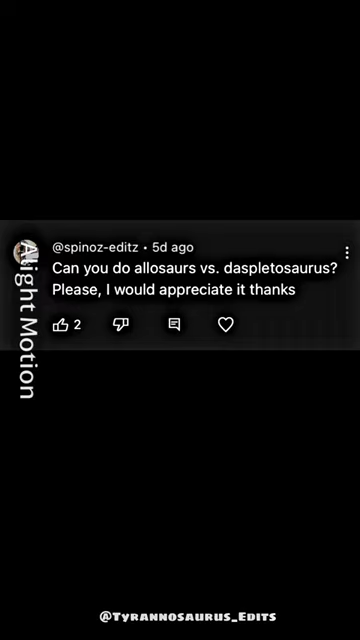 @spinoz-editz • 5d ago
Can you do allosaurs vs. daspletosaurus?
Please, I would appreciate it thanks
2
Alight Motion
@Tyrannosaurus_Edits